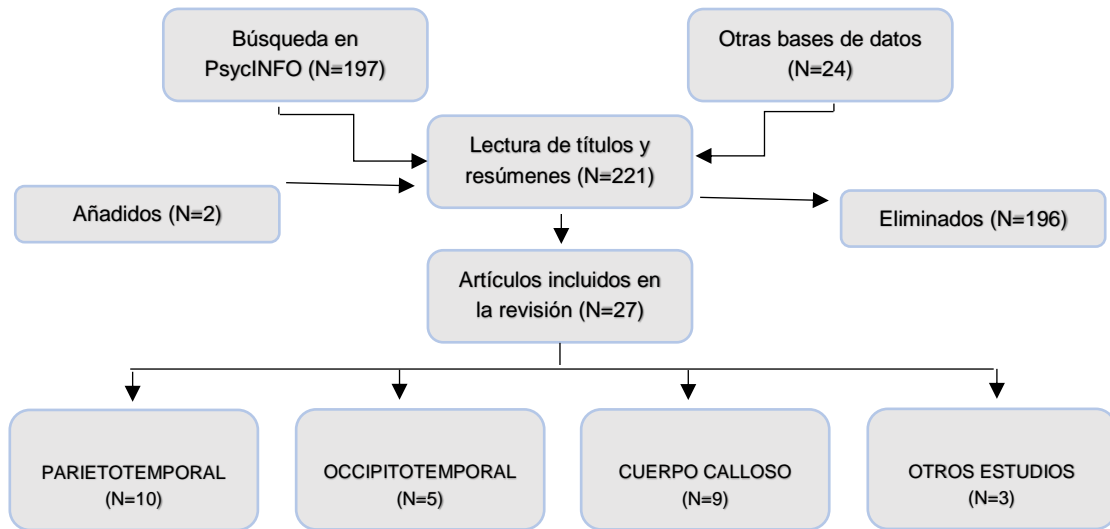 Búsqueda en
PsycINFO (N=197)
Otras bases de datos
(N=24)
Lectura de títulos y
resúmenes (N=221)
Añadidos (N=2)
Eliminados (N=196)
Artículos incluidos en
la revisión (N=27)
PARIETOTEMPORAL
(N=10)
OCCIPITOTEMPORAL
(N=5)
CUERPO CALLOSO
(N=9)
OTROS ESTUDIOS
(N=3)